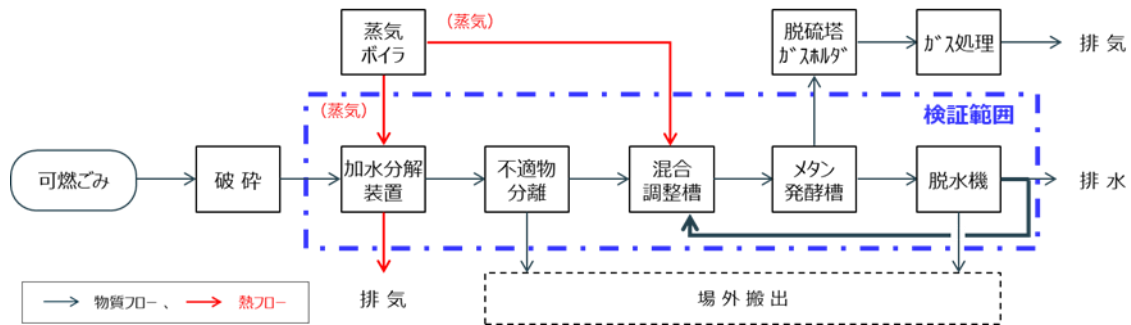 蒸気
ボイラ
(蒸気)
脱硫塔
ガスホルダ
ガス処理
排 気
(蒸気)
検証範囲
可燃ごみ
破 砕
加水分解
装置
不適物
分離
混合
調整槽
メタン
発酵槽
脱水機
排 水
排 気
場 外 搬 出
物質フロー 、
熱フロー